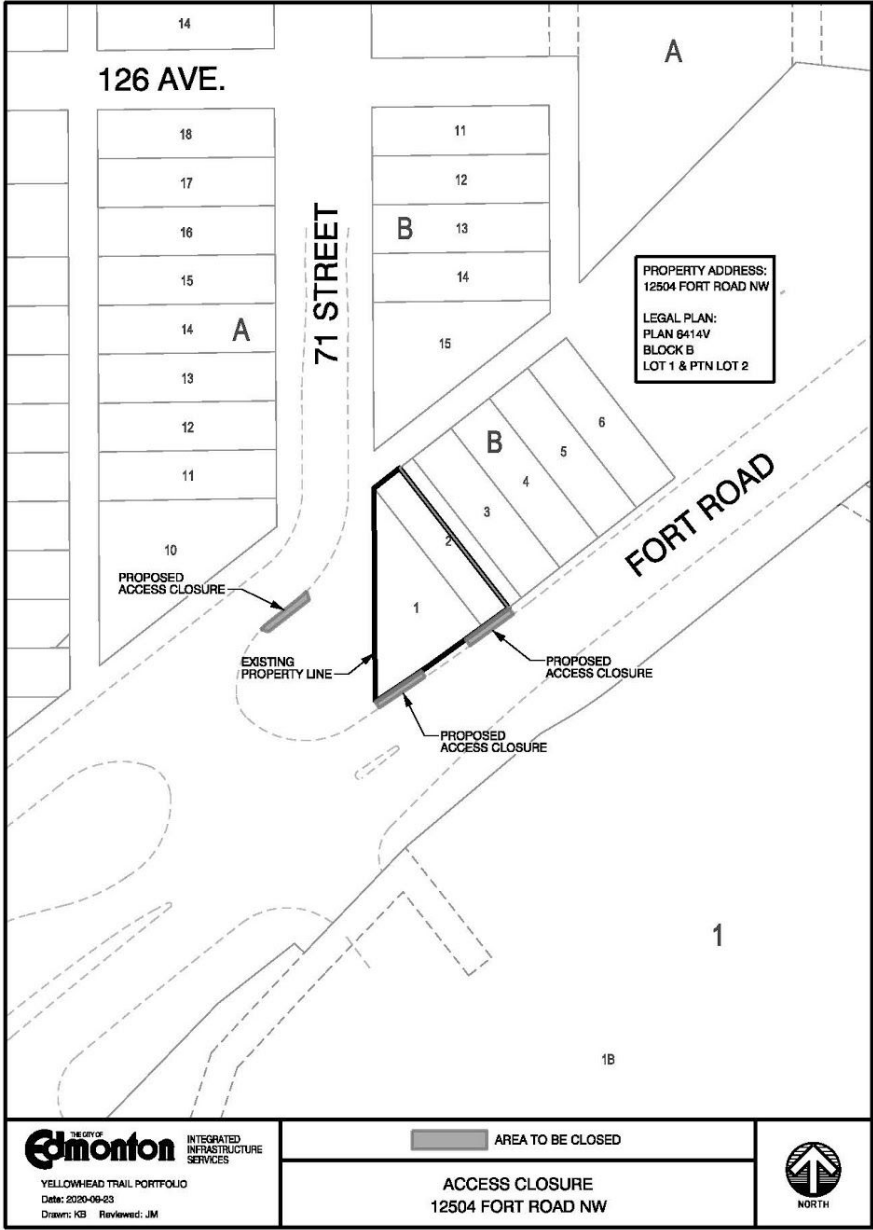 14
A
126 AVE.
18
11
17
12
16
B
13
15
14
71 STREET
PROPERTY ADDRESS:
12504 FORT ROAD NW
LEGAL PLAN:
PLAN 6414V
BLOCK B
LOT 1 & PTN LOT 2
14
A
15
13
12
11
10
B
6
5
4
3
2
1
FORT ROAD
PROPOSED
ACCESS CLOSURE
EXISTING
PROPERTY LINE
PROPOSED
ACCESS CLOSURE
PROPOSED
ACCESS CLOSURE
1
1B
THE CITY OF
Edmonton
INTEGRATED
INFRASTRUCTURE
SERVICES
YELLOWHEAD TRAIL PORTFOLIO
Date: 2020-09-23
Drawn: KB Reviewed: JM
AREA TO BE CLOSED
ACCESS CLOSURE
12504 FORT ROAD NW
NORTH